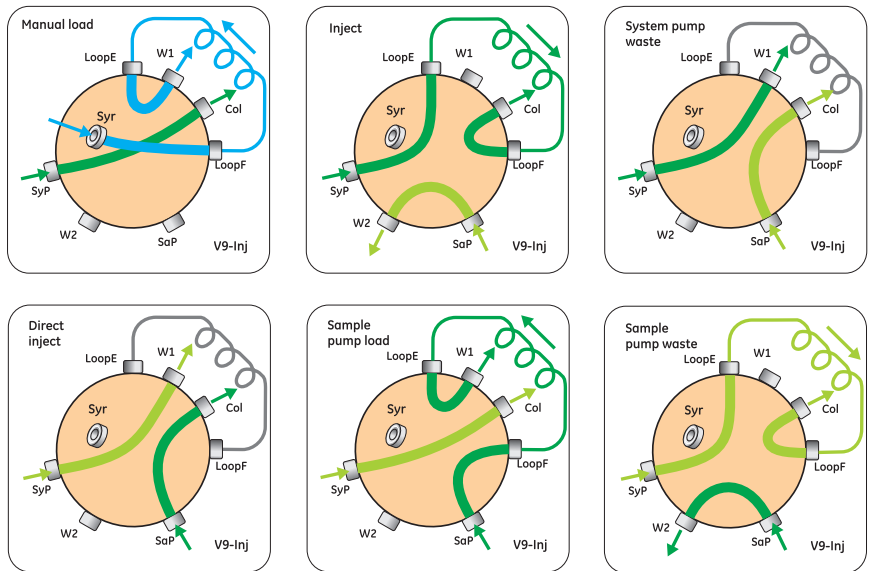 Manual load
LoopE
W1
Col
Syr
SyP
LoopF
W2
SaP
V9-Inj
Inject
LoopE
W1
Col
Syr
SyP
LoopF
W2
SaP
V9-Inj
System pump
waste
LoopE
W1
Col
Syr
SyP
LoopF
W2
SaP
V9-Inj
Direct
inject
LoopE
W1
Col
Syr
LoopF
SyP
W2
SaP
V9-Inj
Sample
pump load
LoopE
W1
Col
Syr
LoopF
SyP
W2
SaP
V9-Inj
Sample
pump waste
LoopE
W1
Col
Syr
LoopF
SyP
W2
SaP
V9-Inj